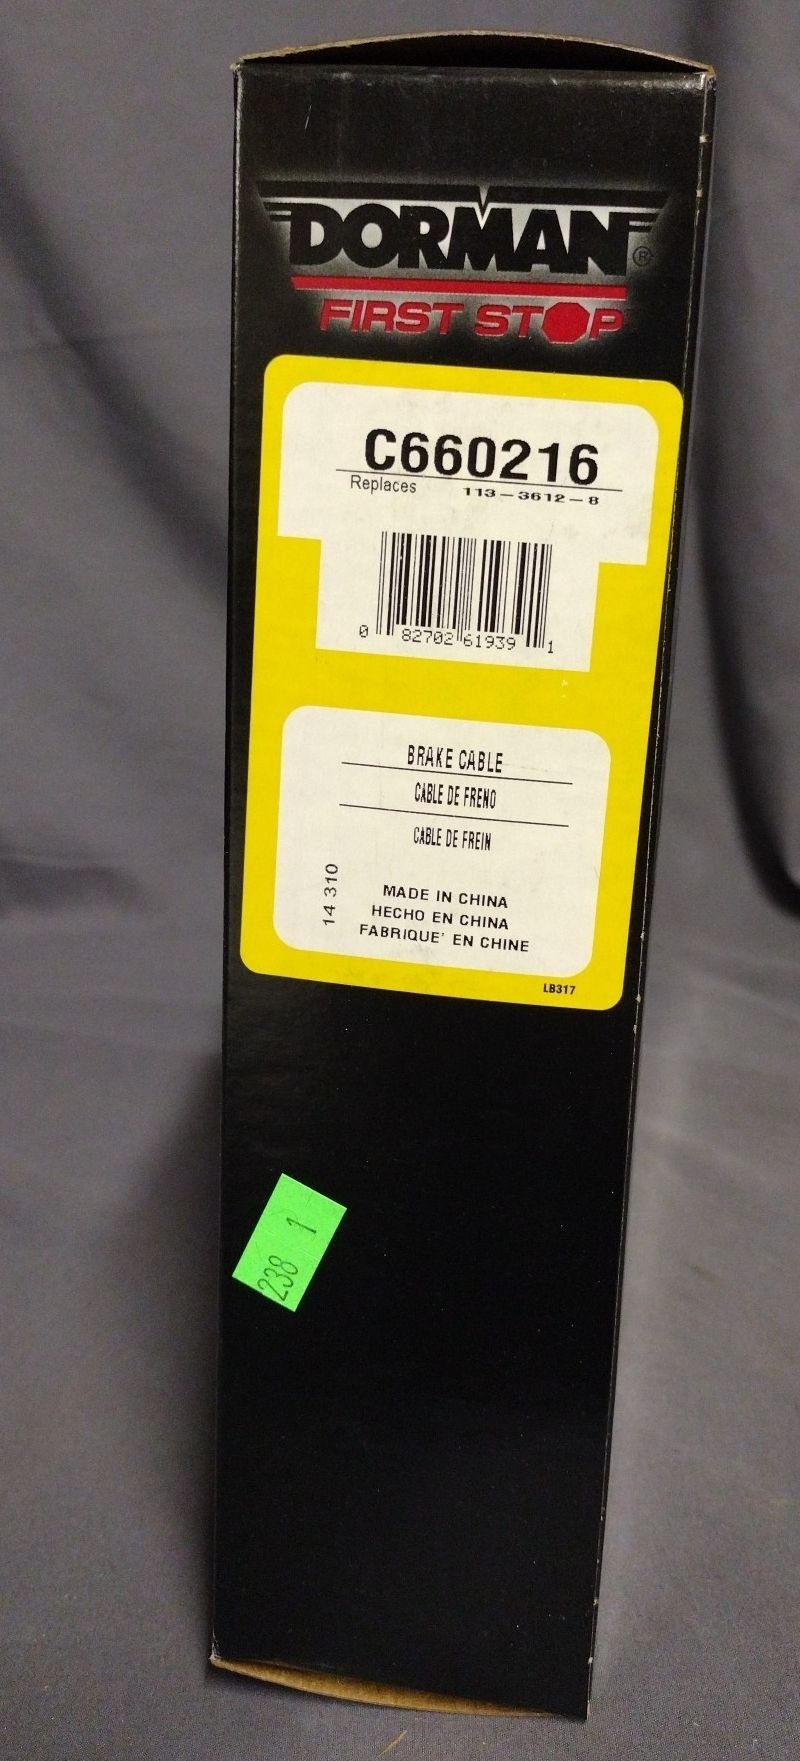 DORMAN®
FIRST STOP
C660216
Replaces 113-3612-8
0 82702 61939 1
BRAKE CABLE
CABLE DE FRENO
CABLE DE FREIN
14 310
MADE IN CHINA
HECHO EN CHINA
FABRIQUE' EN CHINE
LB317
238 1